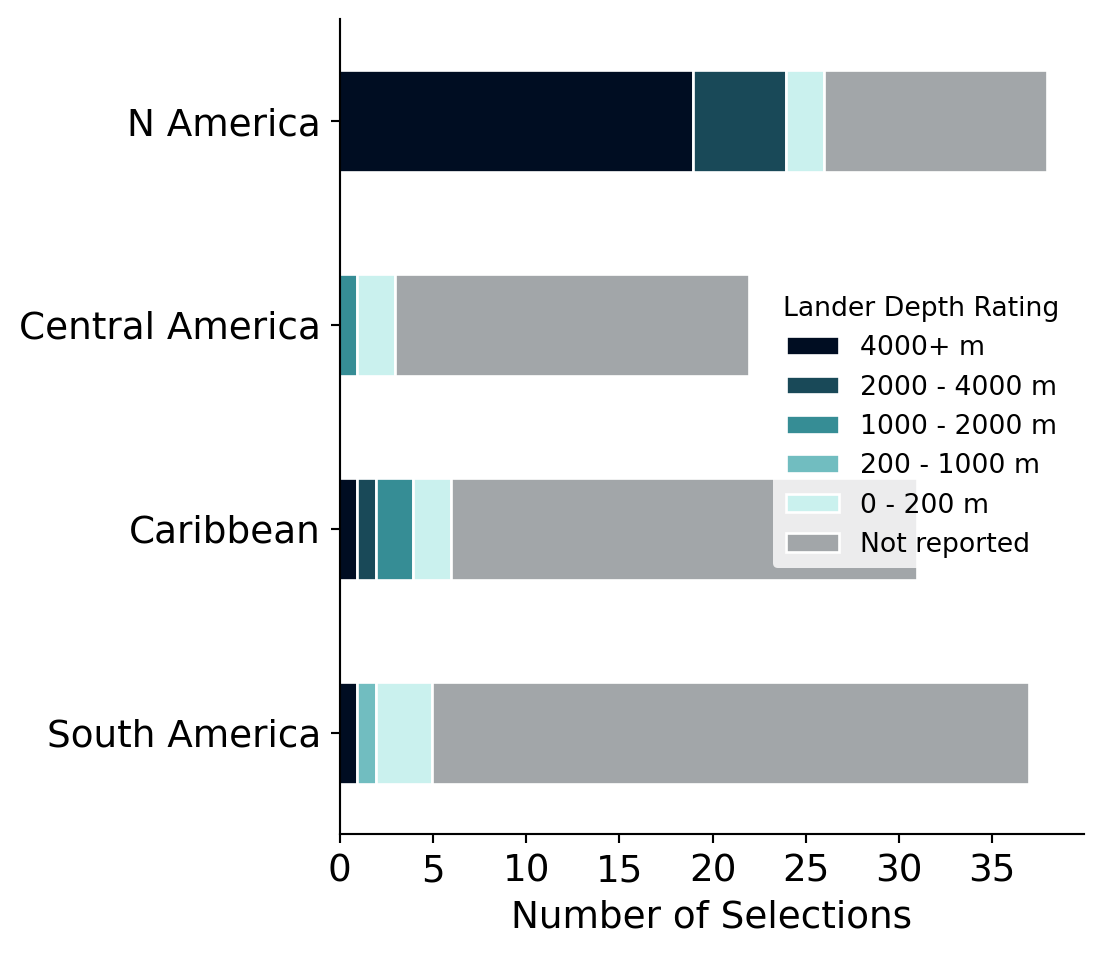 N America
Central America
Caribbean
South America
Lander Depth Rating
4000+ m
2000 - 4000 m
1000 - 2000 m
200 - 1000 m
0 - 200 m
Not reported
0 5 10 15 20 25 30 35
Number of Selections